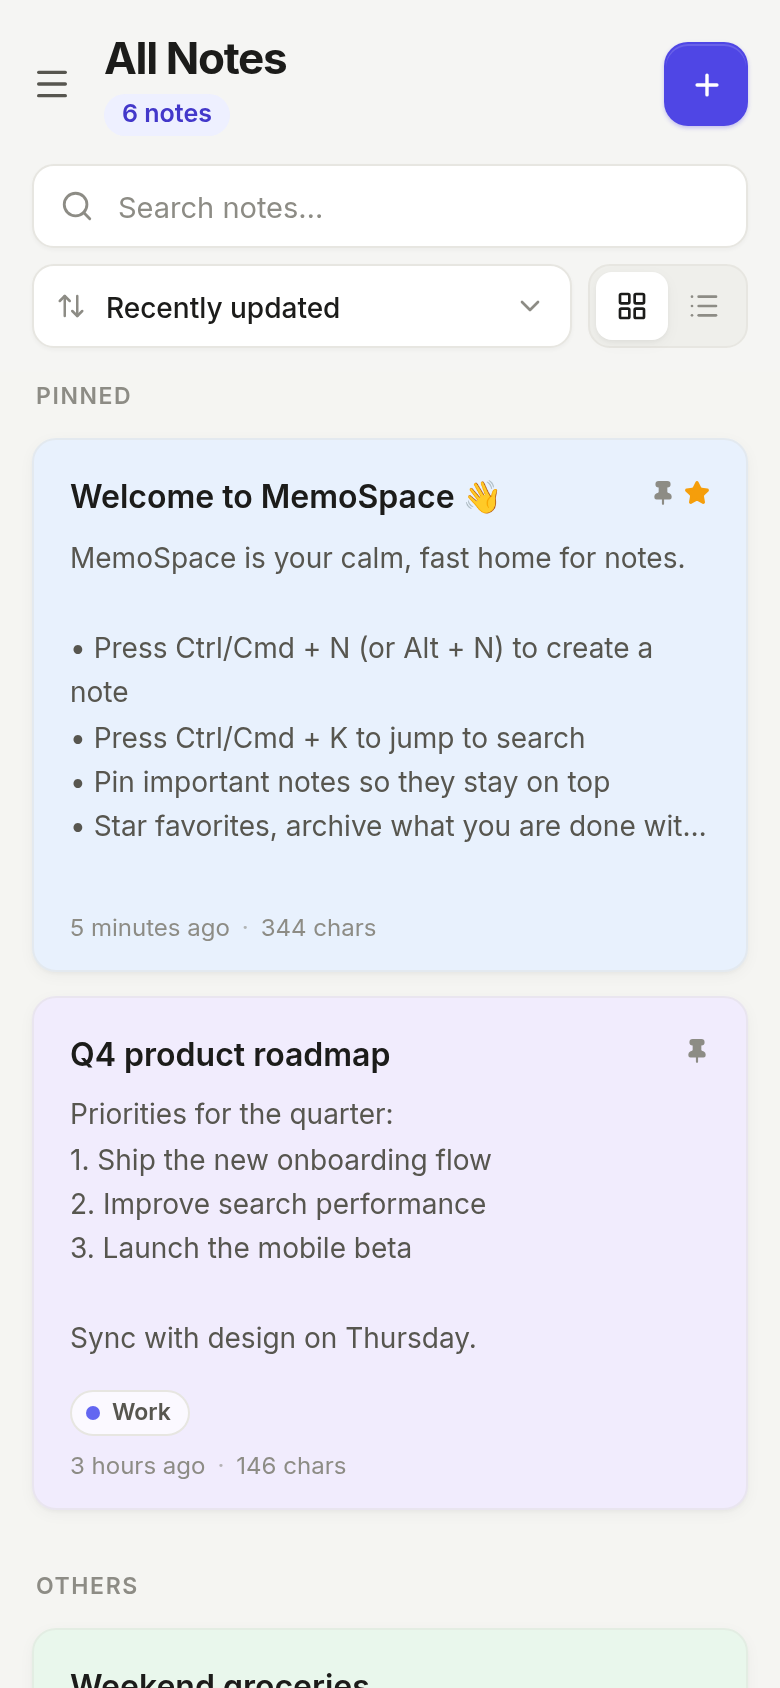 All Notes
6 notes
Search notes...
Recently updated
PINNED
Welcome to MemoSpace 👋
MemoSpace is your calm, fast home for notes.
• Press Ctrl/Cmd + N (or Alt + N) to create a
note
• Press Ctrl/Cmd + K to jump to search
• Pin important notes so they stay on top
• Star favorites, archive what you are done wit...
5 minutes ago · 344 chars
Q4 product roadmap
Priorities for the quarter:
1. Ship the new onboarding flow
2. Improve search performance
3. Launch the mobile beta
Sync with design on Thursday.
Work
3 hours ago · 146 chars
OTHERS
Weekend groceries